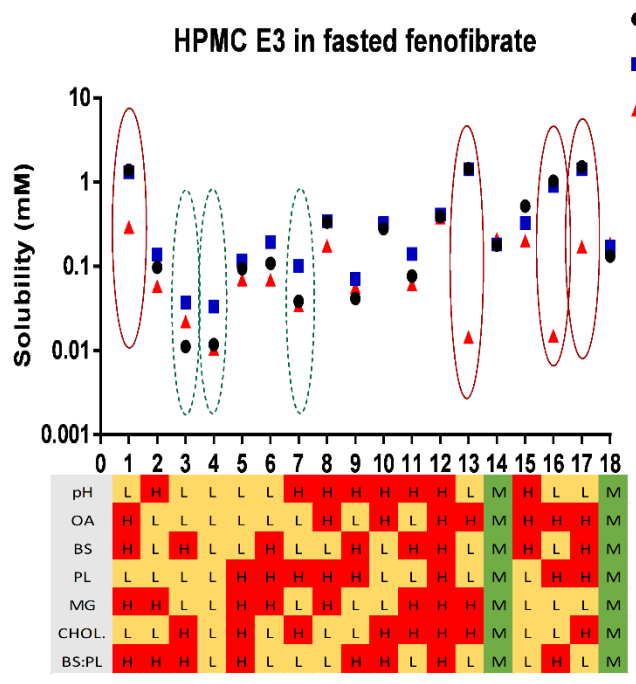 HPMC E3 in fasted fenofibrate
Solubility (mM)
10
1
0.1
0.01
0.001
0 1 2 3 4 5 6 7 8 9 10 11 12 13 14 15 16 17 18
pH L H L L L L H H H H H H L M H L L M
OA H L L L L L L H L H L H H M H H H M
BS H L H L L H L L H L H H L M H L H M
PL L L L L H H H H H L L H L M L H H M
MG H H L L H H L H L L H H H M L L L M
CHOL. L L H L H L H L L H H H H M L L H M
BS:PL H H H L H L L L H H L H L M L H L M